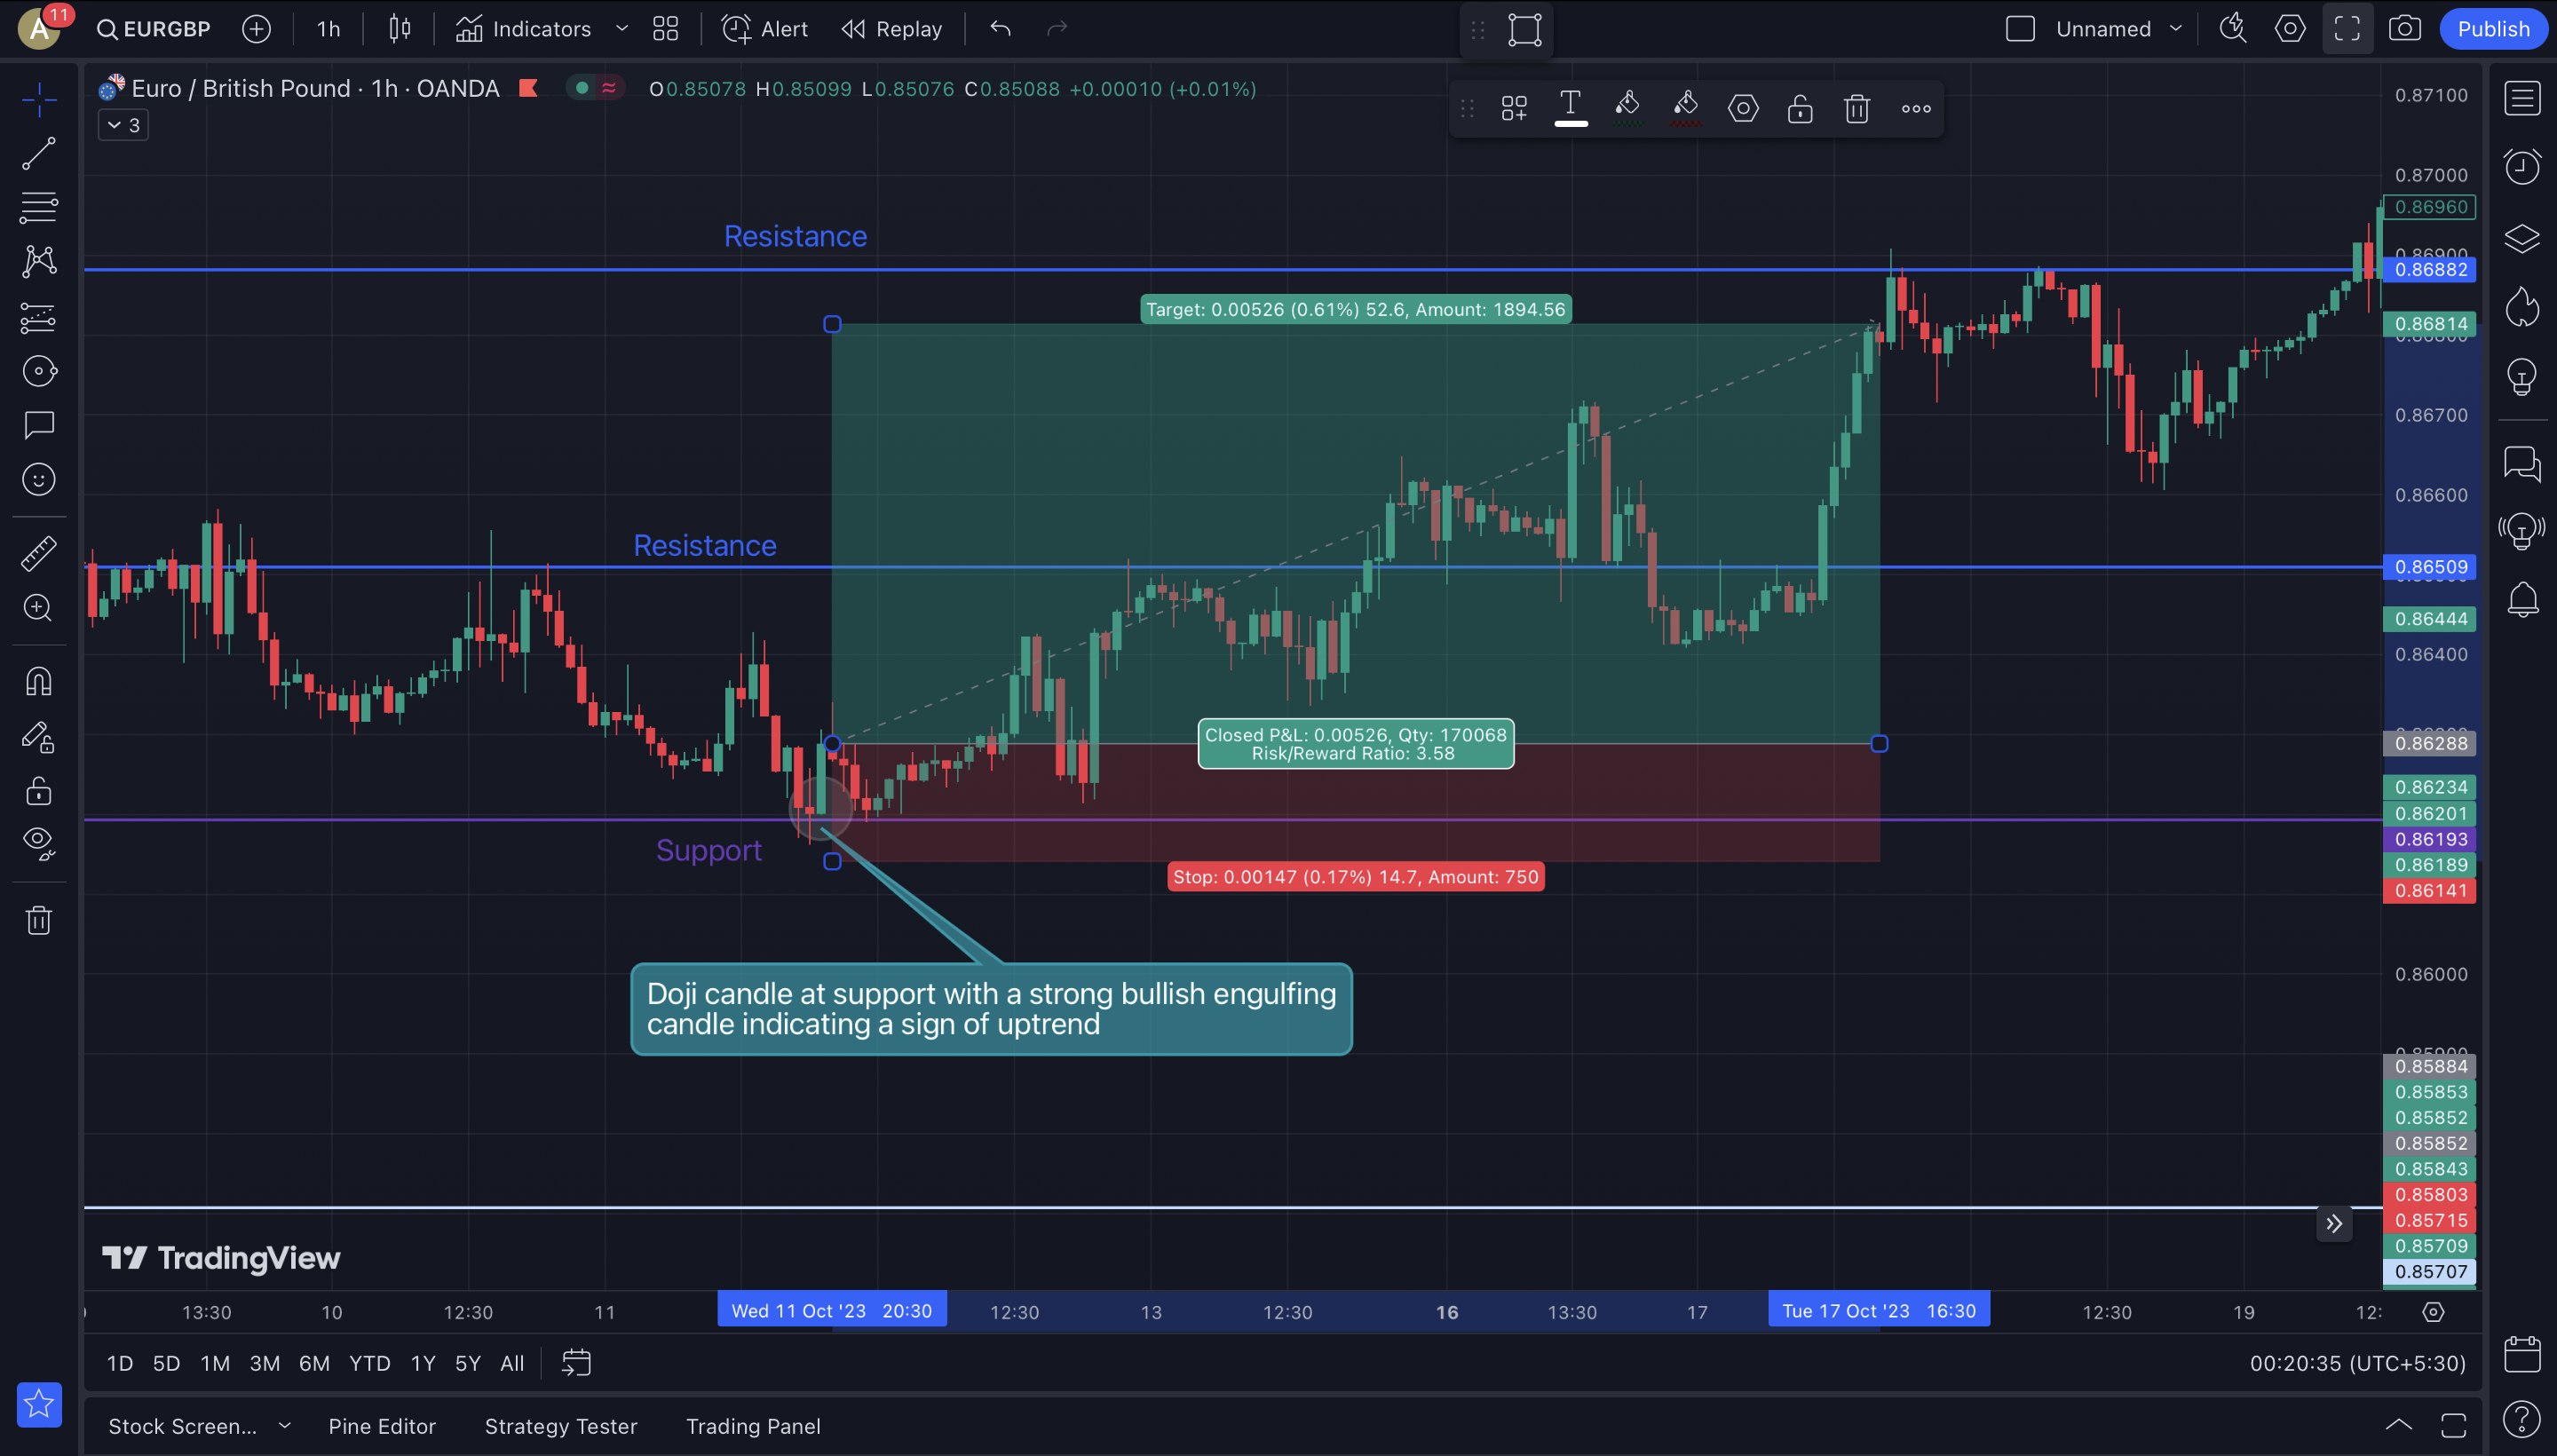 A
11
EURGBP
1h
Indicators
Alert
Replay
Unnamed
Publish
Euro / British Pound · 1h · OANDA
O0.85078 H0.85099 L0.85076 C0.85088 +0.00010 (+0.01%)
3
0.87100
0.87000
0.86960
0.86882
0.86814
0.86700
0.86600
0.86509
0.86444
0.86400
0.86288
0.86234
0.86201
0.86193
0.86189
0.86141
0.86000
0.85884
0.85853
0.85852
0.85852
0.85843
0.85803
0.85715
0.85709
0.85707
Resistance
Target: 0.00526 (0.61%) 52.6, Amount: 1894.56
Resistance
Closed P&L: 0.00526, Qty: 170068
Risk/Reward Ratio: 3.58
Support
Stop: 0.00147 (0.17%) 14.7, Amount: 750
Doji candle at support with a strong bullish engulfing
candle indicating a sign of uptrend
TradingView
13:30 10 12:30 11 Wed 11 Oct '23 20:30 12:30 13 12:30 16 13:30 17 Tue 17 Oct '23 16:30 12:30 19 12:
1D 5D 1M 3M 6M YTD 1Y 5Y All
00:20:35 (UTC+5:30)
Stock Screen... Pine Editor Strategy Tester Trading Panel